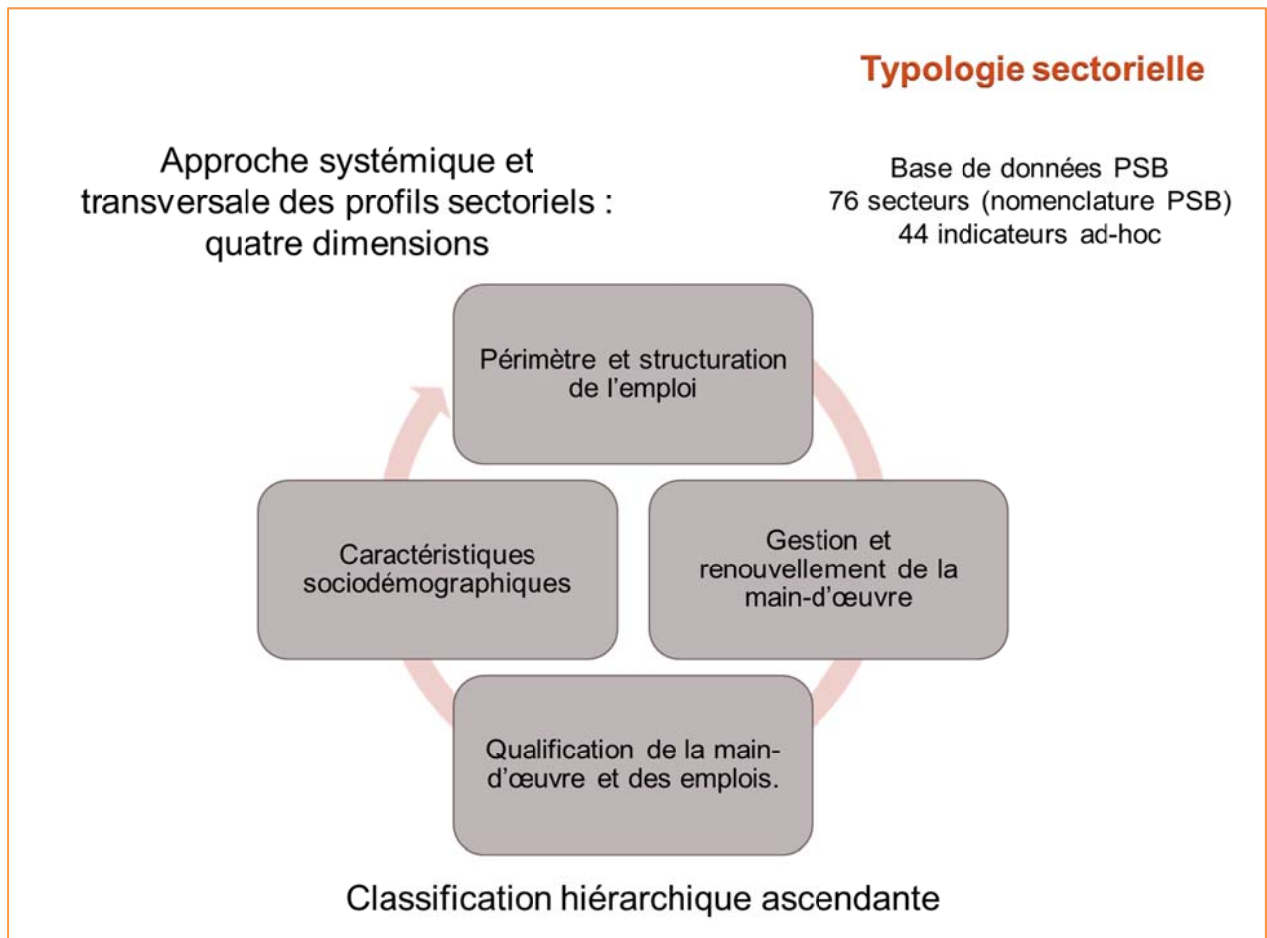 Typologie sectorielle
Approche systémique et
transversale des profils sectoriels :
quatre dimensions
Base de données PSB
76 secteurs (nomenclature PSB)
44 indicateurs ad-hoc
Périmètre et structuration
de l'emploi
Gestion et
renouvellement de la
main-d'œuvre
Qualification de la main-
d'œuvre et des emplois.
Caractéristiques
sociodémographiques
Classification hiérarchique ascendante